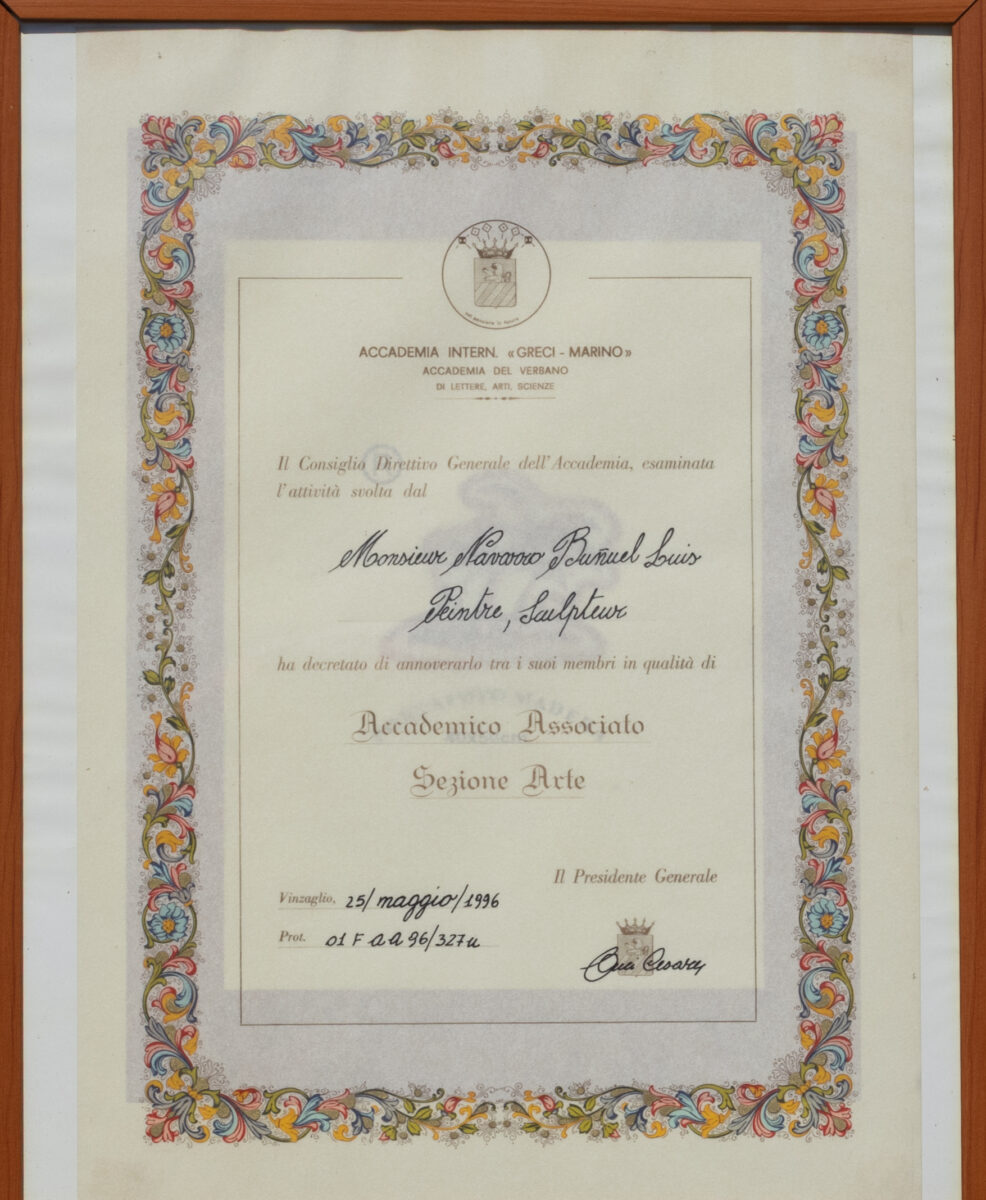 ACCADEMIA INTERN. «GRECI - MARINO»
ACCADEMIA DEL VERBANO
DI LETTERE, ARTI, SCIENZE
Il Consiglio Direttivo Generale dell'Accademia, esaminata
l'attività svolta dal
Monsieur Navarro Buñuel Luis
Peintre, Sculpteur
ha decretato di annoverarlo tra i suoi membri in qualità di
Accademico Associato
Sezione Arte
Il Presidente Generale
Vinzaglio, 25/maggio/1996
Prot. 01 F a a 96/327u